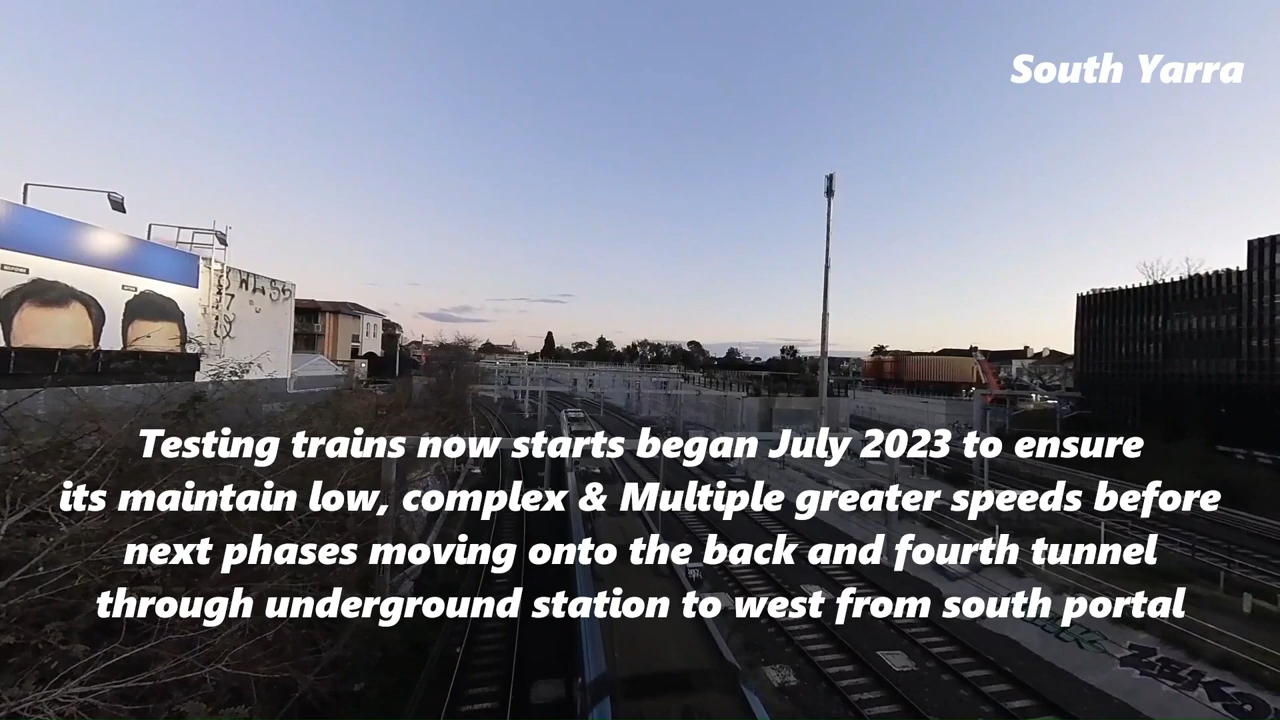 South Yarra
Testing trains now starts began July 2023 to ensure
its maintain low, complex & Multiple greater speeds before
next phases moving onto the back and fourth tunnel
through underground station to west from south portal